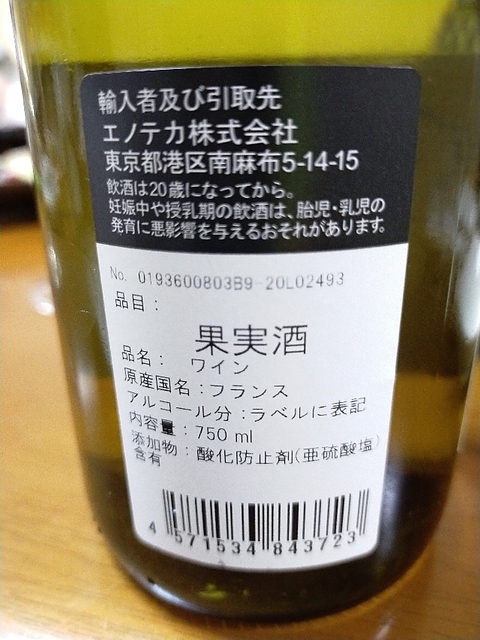 輸入者及び引取先
エノテカ株式会社
東京都港区南麻布5-14-15
飲酒は20歳になってから。
妊娠中や授乳期の飲酒は、胎児・乳児の
発育に悪影響を与えるおそれがあります。
No. 0193600803B9-20L02493
品目：
果実酒
品名： ワイン
原産国名：フランス
アルコール分：ラベルに表記
内容量：750 ml
添加物：酸化防止剤(亜硫酸塩)
含有
4 571534 843723